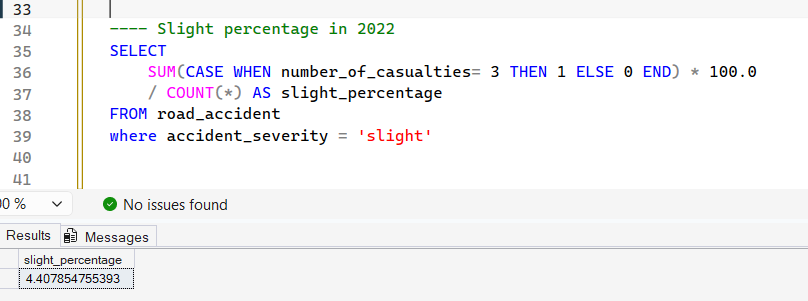 33
34 ---- Slight percentage in 2022
35 SELECT
36 SUM(CASE WHEN number_of_casualties= 3 THEN 1 ELSE 0 END) * 100.0
37 / COUNT(*) AS slight_percentage
38 FROM road_accident
39 where accident_severity = 'slight'
40
41
00 % No issues found
Results Messages
slight_percentage
4.407854755393